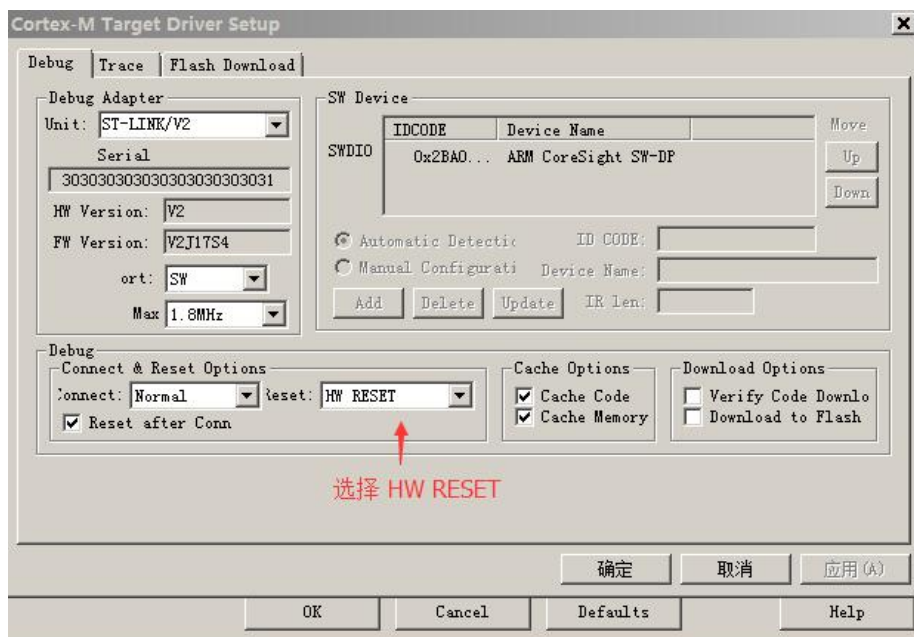 Cortex-M Target Driver Setup
Debug Trace Flash Download
Debug Adapter
Unit: ST-LINK/V2
Serial
303030303030303030303031
HW Version: V2
FW Version: V2J17S4
ort: SW
Max 1.8MHz
SW Device
IDCODE Device Name
SWDIO 0x2BA0... ARM CoreSight SW-DP
Move
Up
Down
Automatic Detectic ID CODE:
Manual Configurati Device Name:
Add Delete Update IR len:
Debug
Connect & Reset Options
Connect: Normal Reset: HW RESET
Reset after Conn
Cache Options
Cache Code
Cache Memory
Download Options
Verify Code Downlo
Download to Flash
选择 HW RESET
确定 取消 应用(A)
OK Cancel Defaults Help